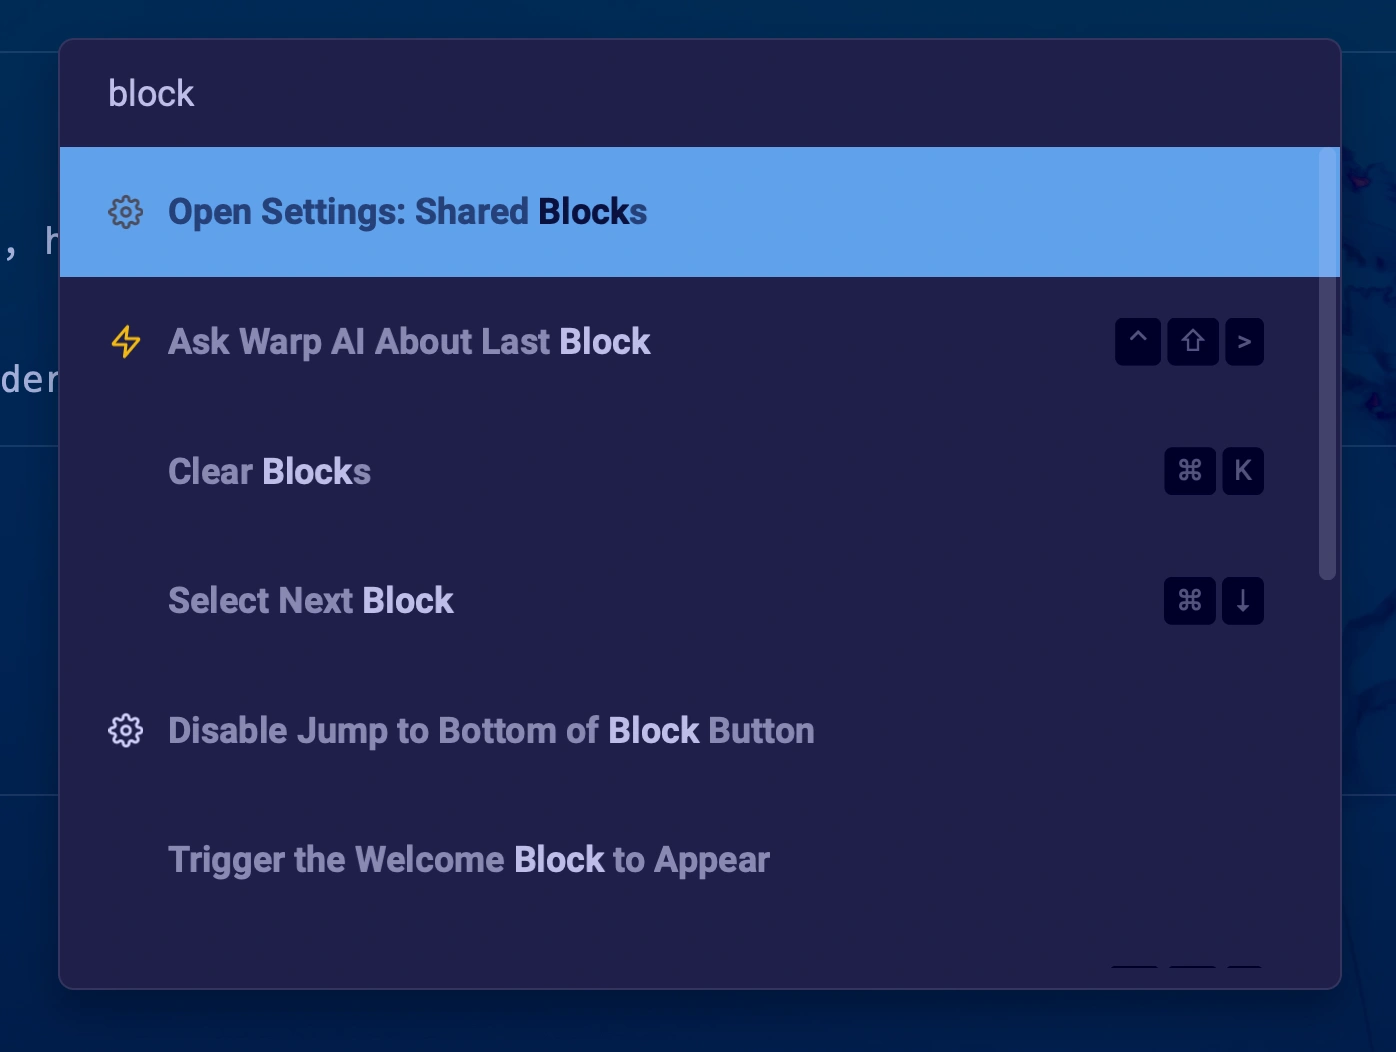 block
Open Settings: Shared Blocks
, h
Ask Warp AI About Last Block ^ ⇧ >
der
Clear Blocks ⌘ K
Select Next Block ⌘ ↓
Disable Jump to Bottom of Block Button
Trigger the Welcome Block to Appear